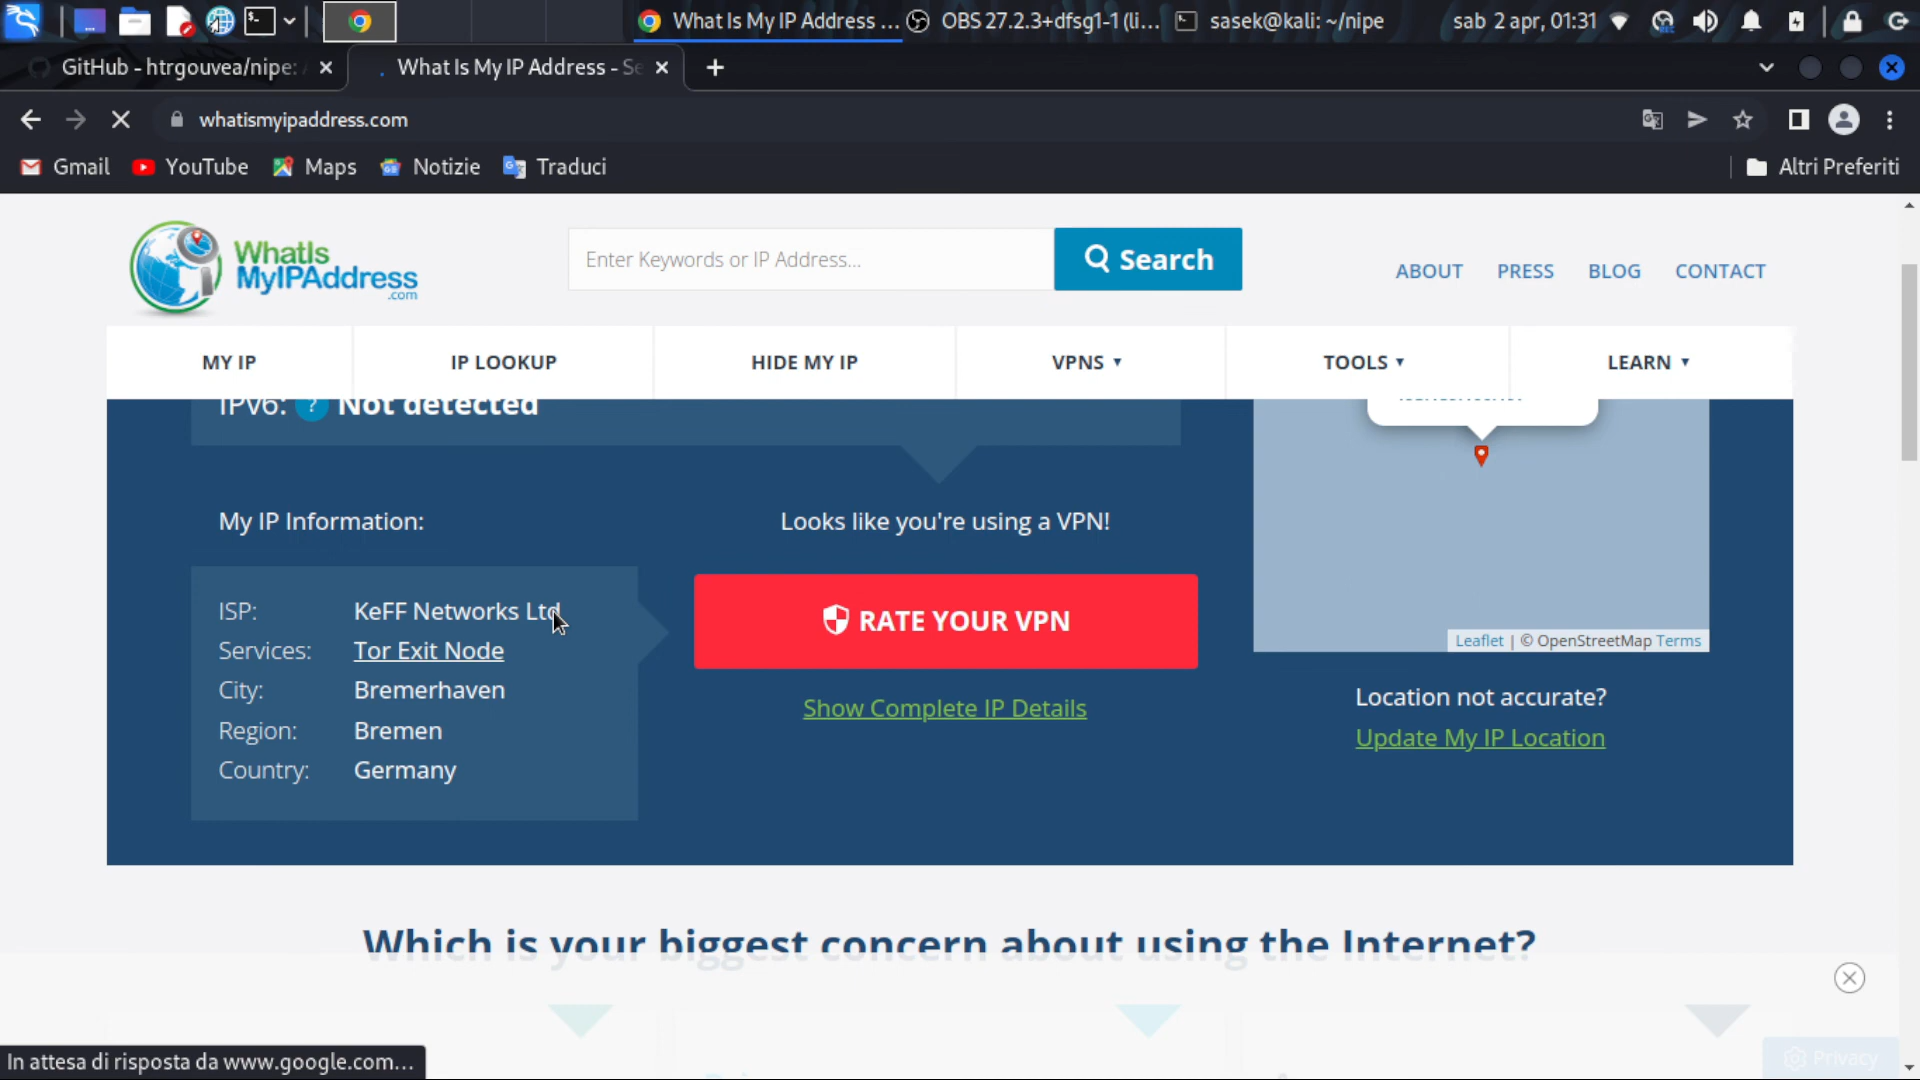 What Is My IP Address ...
OBS 27.2.3+dfsg1-1 (li...
sasek@kali: ~/nipe
sab 2 apr, 01:31
GitHub - htrgouvea/nipe:
What Is My IP Address - Se
whatismyipaddress.com
Gmail
YouTube
Maps
Notizie
Traduci
Altri Preferiti
WhatIs
MyIPAddress
.com
Enter Keywords or IP Address...
Search
ABOUT
PRESS
BLOG
CONTACT
MY IP
IP LOOKUP
HIDE MY IP
VPNS
TOOLS
LEARN
IPv6: ? Not detected
My IP Information:
Looks like you're using a VPN!
ISP: KeFF Networks Ltd
Services: Tor Exit Node
City: Bremerhaven
Region: Bremen
Country: Germany
RATE YOUR VPN
Show Complete IP Details
Leaflet | © OpenStreetMap Terms
Location not accurate?
Update My IP Location
Which is your biggest concern about using the Internet?
Privacy
In attesa di risposta da www.google.com...